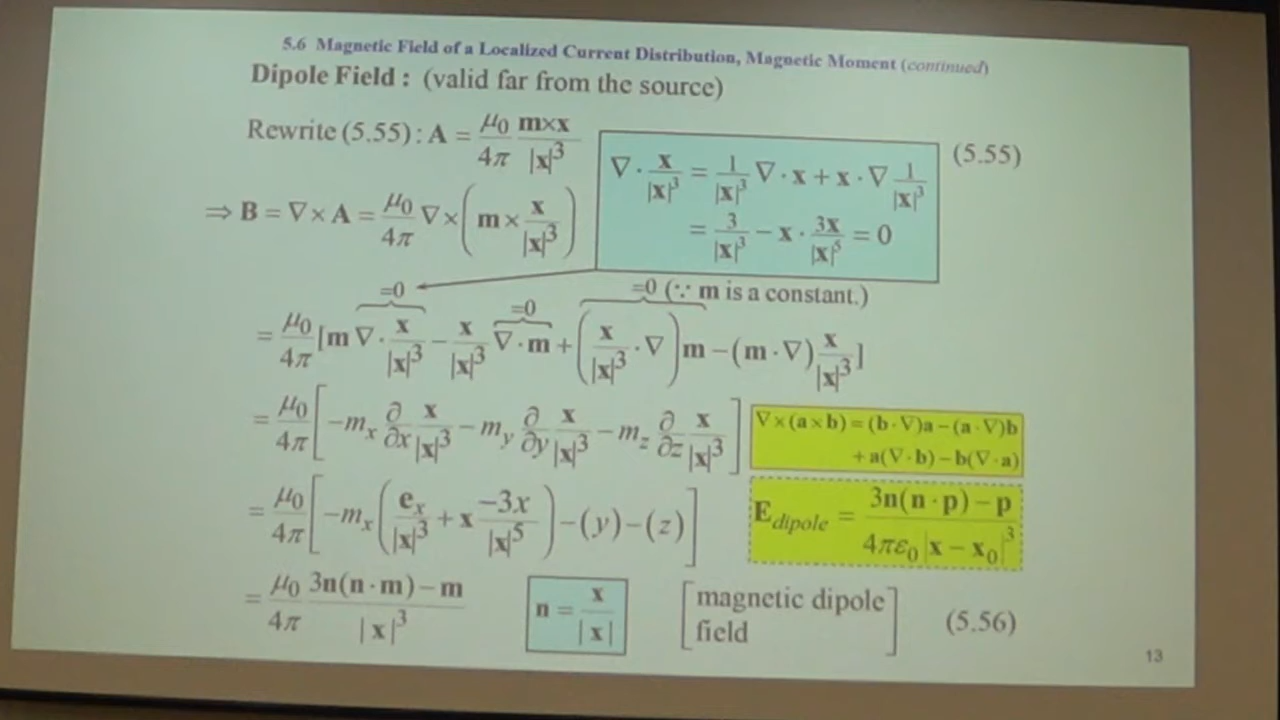 5.6 Magnetic Field of a Localized Current Distribution, Magnetic Moment (continued)
Dipole Field : (valid far from the source)
Rewrite (5.55) : A = μ₀/4π m×x/|x|³ (5.55)
∇ · x/|x|³ = 1/|x|³ ∇ · x + x · ∇ 1/|x|³
= 3/|x|³ − x · 3x/|x|⁵ = 0
⇒ B = ∇ × A = μ₀/4π ∇ × ( m × x/|x|³ )
=0 =0 =0 (∵ m is a constant.)
= μ₀/4π [m ∇ · x/|x|³ − x/|x|³ ∇ · m + ( x/|x|³ · ∇ ) m − (m · ∇) x/|x|³ ]
= μ₀/4π [ −mₓ ∂/∂x x/|x|³ − m_y ∂/∂y x/|x|³ − m_z ∂/∂z x/|x|³ ]
∇ × (a × b) = (b · ∇)a − (a · ∇)b
+ a(∇ · b) − b(∇ · a)
= μ₀/4π [ −mₓ ( eₓ/|x|³ + x −3x/|x|⁵ ) − (y) − (z) ]
E_dipole = 3n(n · p) − p / 4πε₀ |x − x₀|³
= μ₀/4π 3n(n · m) − m / |x|³
n = x/|x|
[magnetic dipole
field] (5.56)
13